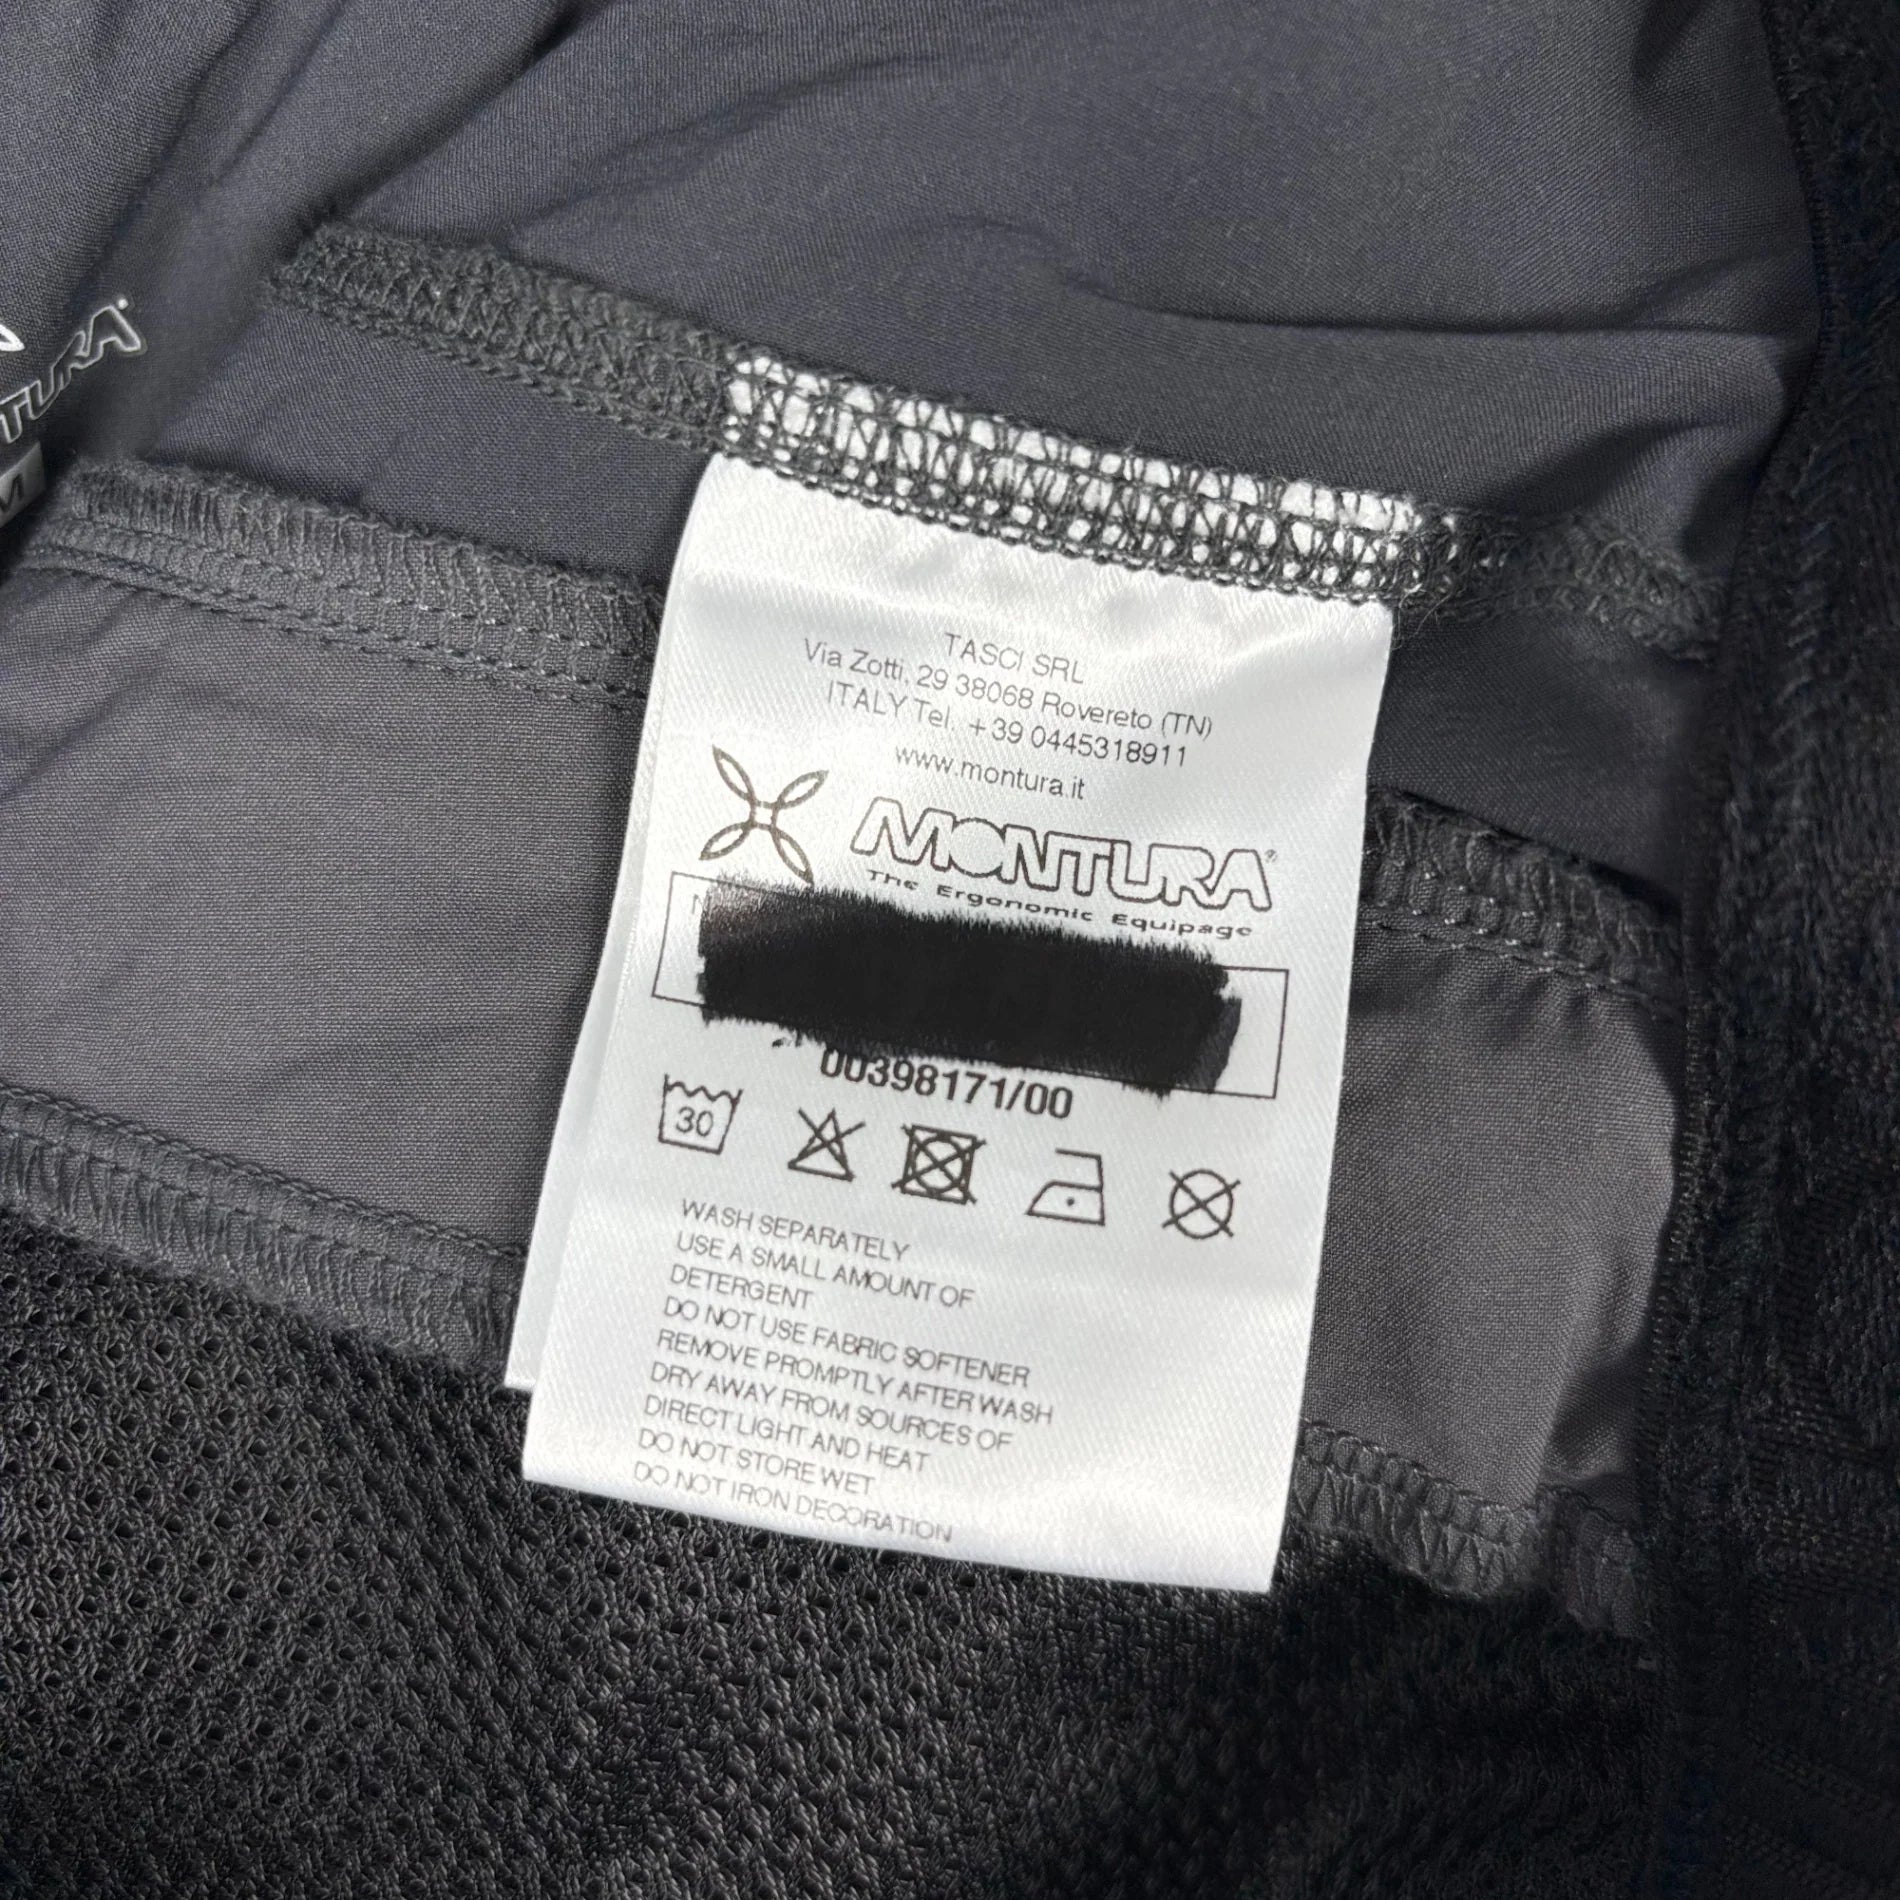 TURA
M
TASCI SRL
Via Zotti, 29 38068 Rovereto (TN)
ITALY Tel. +39 0445318911
www.montura.it
MONTURA®
The Ergonomic Equipage
00398171/00
30
WASH SEPARATELY
USE A SMALL AMOUNT OF
DETERGENT
DO NOT USE FABRIC SOFTENER
REMOVE PROMPTLY AFTER WASH
DRY AWAY FROM SOURCES OF
DIRECT LIGHT AND HEAT
DO NOT STORE WET
DO NOT IRON DECORATION